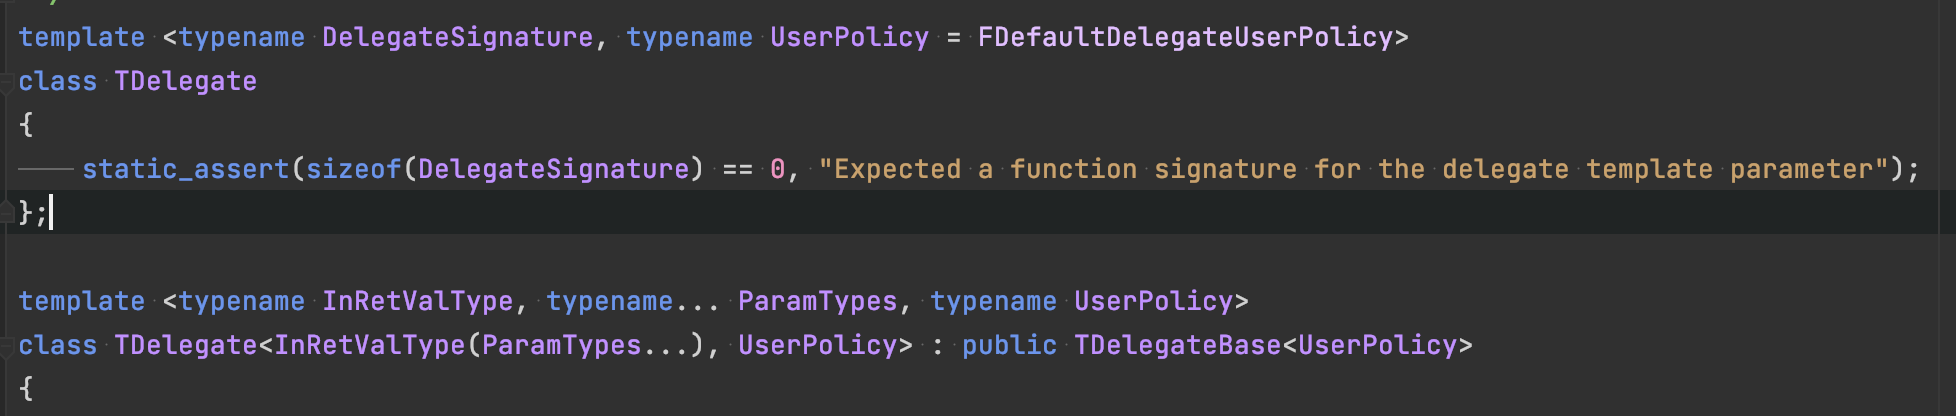 template <typename DelegateSignature, typename UserPolicy = FDefaultDelegateUserPolicy>
class TDelegate
{
static_assert(sizeof(DelegateSignature) == 0, "Expected a function signature for the delegate template parameter");
};
template <typename InRetValType, typename... ParamTypes, typename UserPolicy>
class TDelegate<InRetValType(ParamTypes...), UserPolicy> : public TDelegateBase<UserPolicy>
{